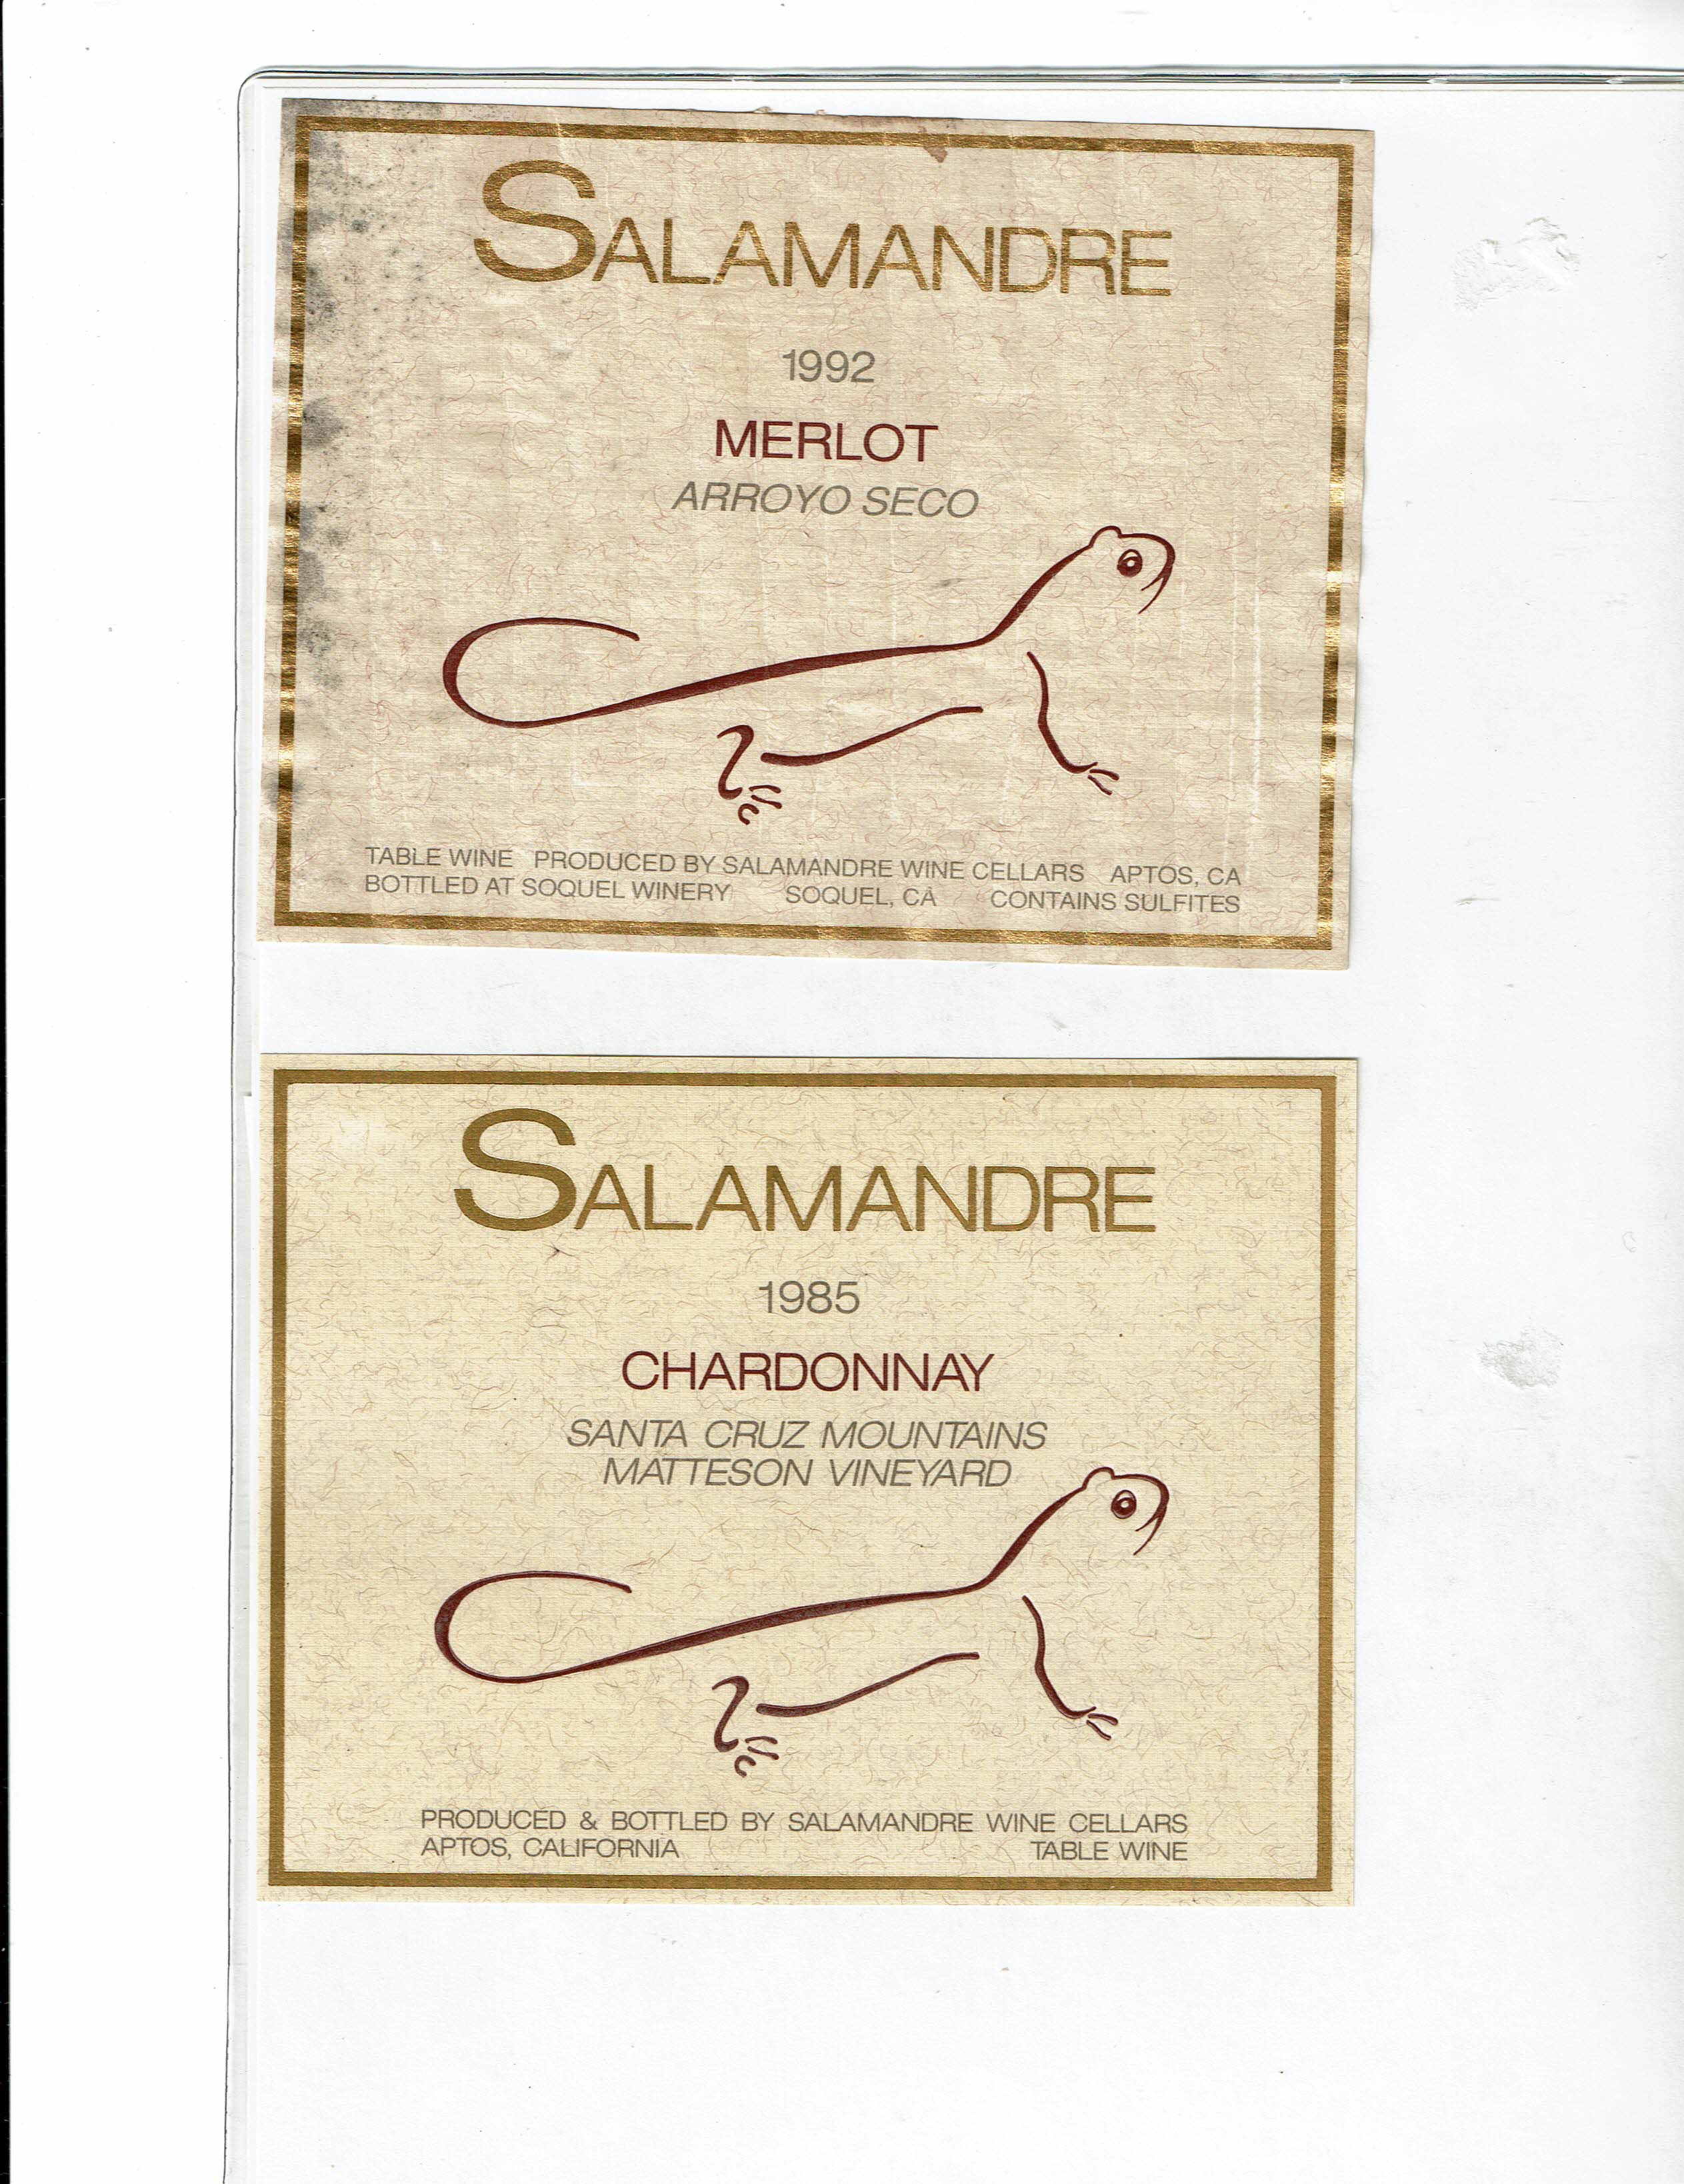 SALAMANDRE
1992
MERLOT
ARROYO SECO
TABLE WINE PRODUCED BY SALAMANDRE WINE CELLARS APTOS, CA
BOTTLED AT SOQUEL WINERY SOQUEL, CA CONTAINS SULFITES
SALAMANDRE
1985
CHARDONNAY
SANTA CRUZ MOUNTAINS
MATTESON VINEYARD
PRODUCED & BOTTLED BY SALAMANDRE WINE CELLARS
APTOS, CALIFORNIA TABLE WINE